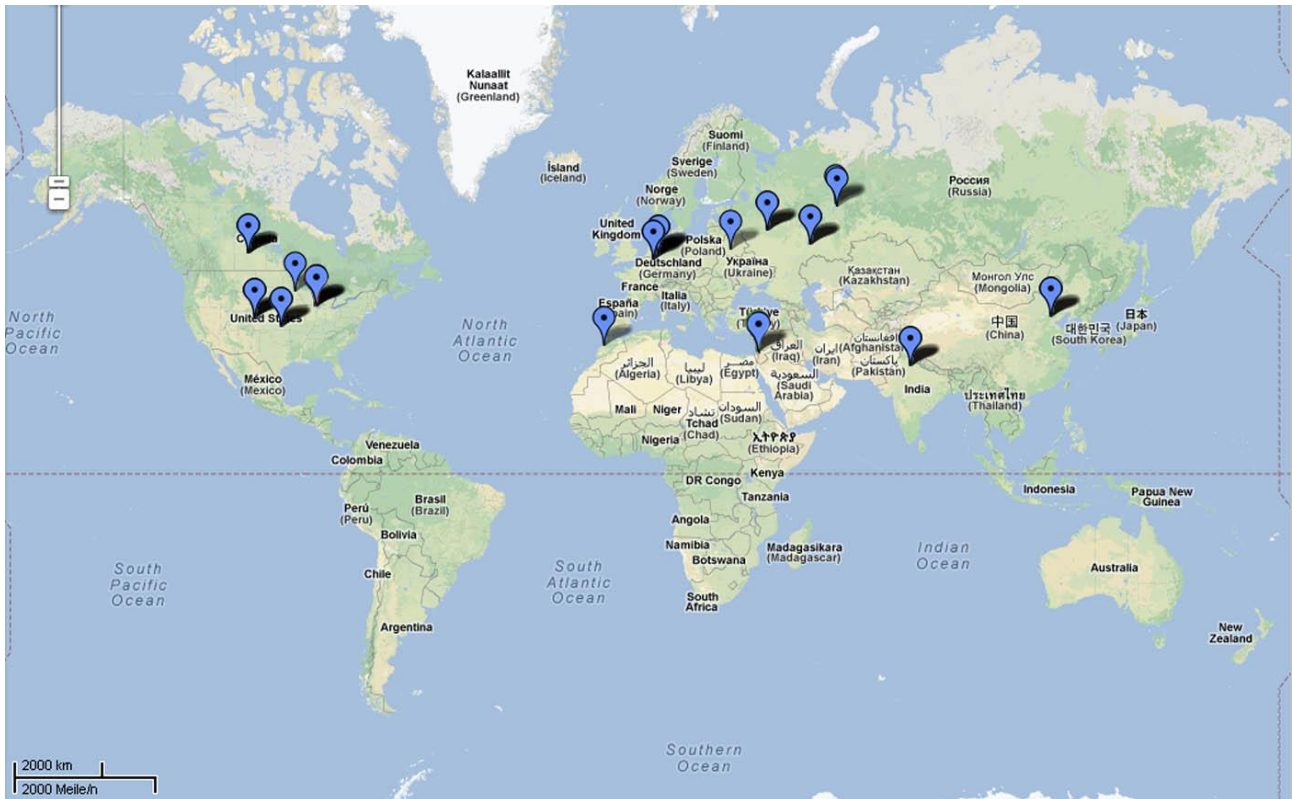 Kalaallit
Nunaat
(Greenland)
Ísland
(Iceland)
Suomi
(Finland)
Sverige
(Sweden)
Norge
(Norway)
Россия
(Russia)
United
Kingdom
Polska
(Poland)
Deutschland
(Germany)
Україна
(Ukraine)
France
Italia
(Italy)
España
Қазақстан
(Kazakhstan)
Монгол Улс
(Mongolia)
中国
(China)
대한민국
(South Korea)
日本
(Japan)
North
Pacific
Ocean
United
North
Atlantic
Ocean
México
(Mexico)
الجزائر
(Algeria)
ليبيا
(Libya)
مصر
(Egypt)
العراق
(Iraq)
ایران
(Iran)
افغانستان
(Afghanistan)
پاکستان
(Pakistan)
السعودية
(Saudi
Arabia)
India
ประเทศไทย
(Thailand)
Mali
Niger
تشاد
Tchad
(Chad)
السودان
(Sudan)
Nigeria
ኢትዮጵያ
(Ethiopia)
Venezuela
Colombia
DR Congo
Kenya
Tanzania
Indonesia
Papua New
Guinea
Perú
(Peru)
Brasil
(Brazil)
Bolivia
Angola
Namibia
Botswana
Madagasikara
(Madagascar)
South
Africa
Indian
Ocean
Australia
South
Pacific
Ocean
South
Atlantic
Ocean
Chile
Argentina
New
Zealand
Southern
Ocean
2000 km
2000 Meile/n